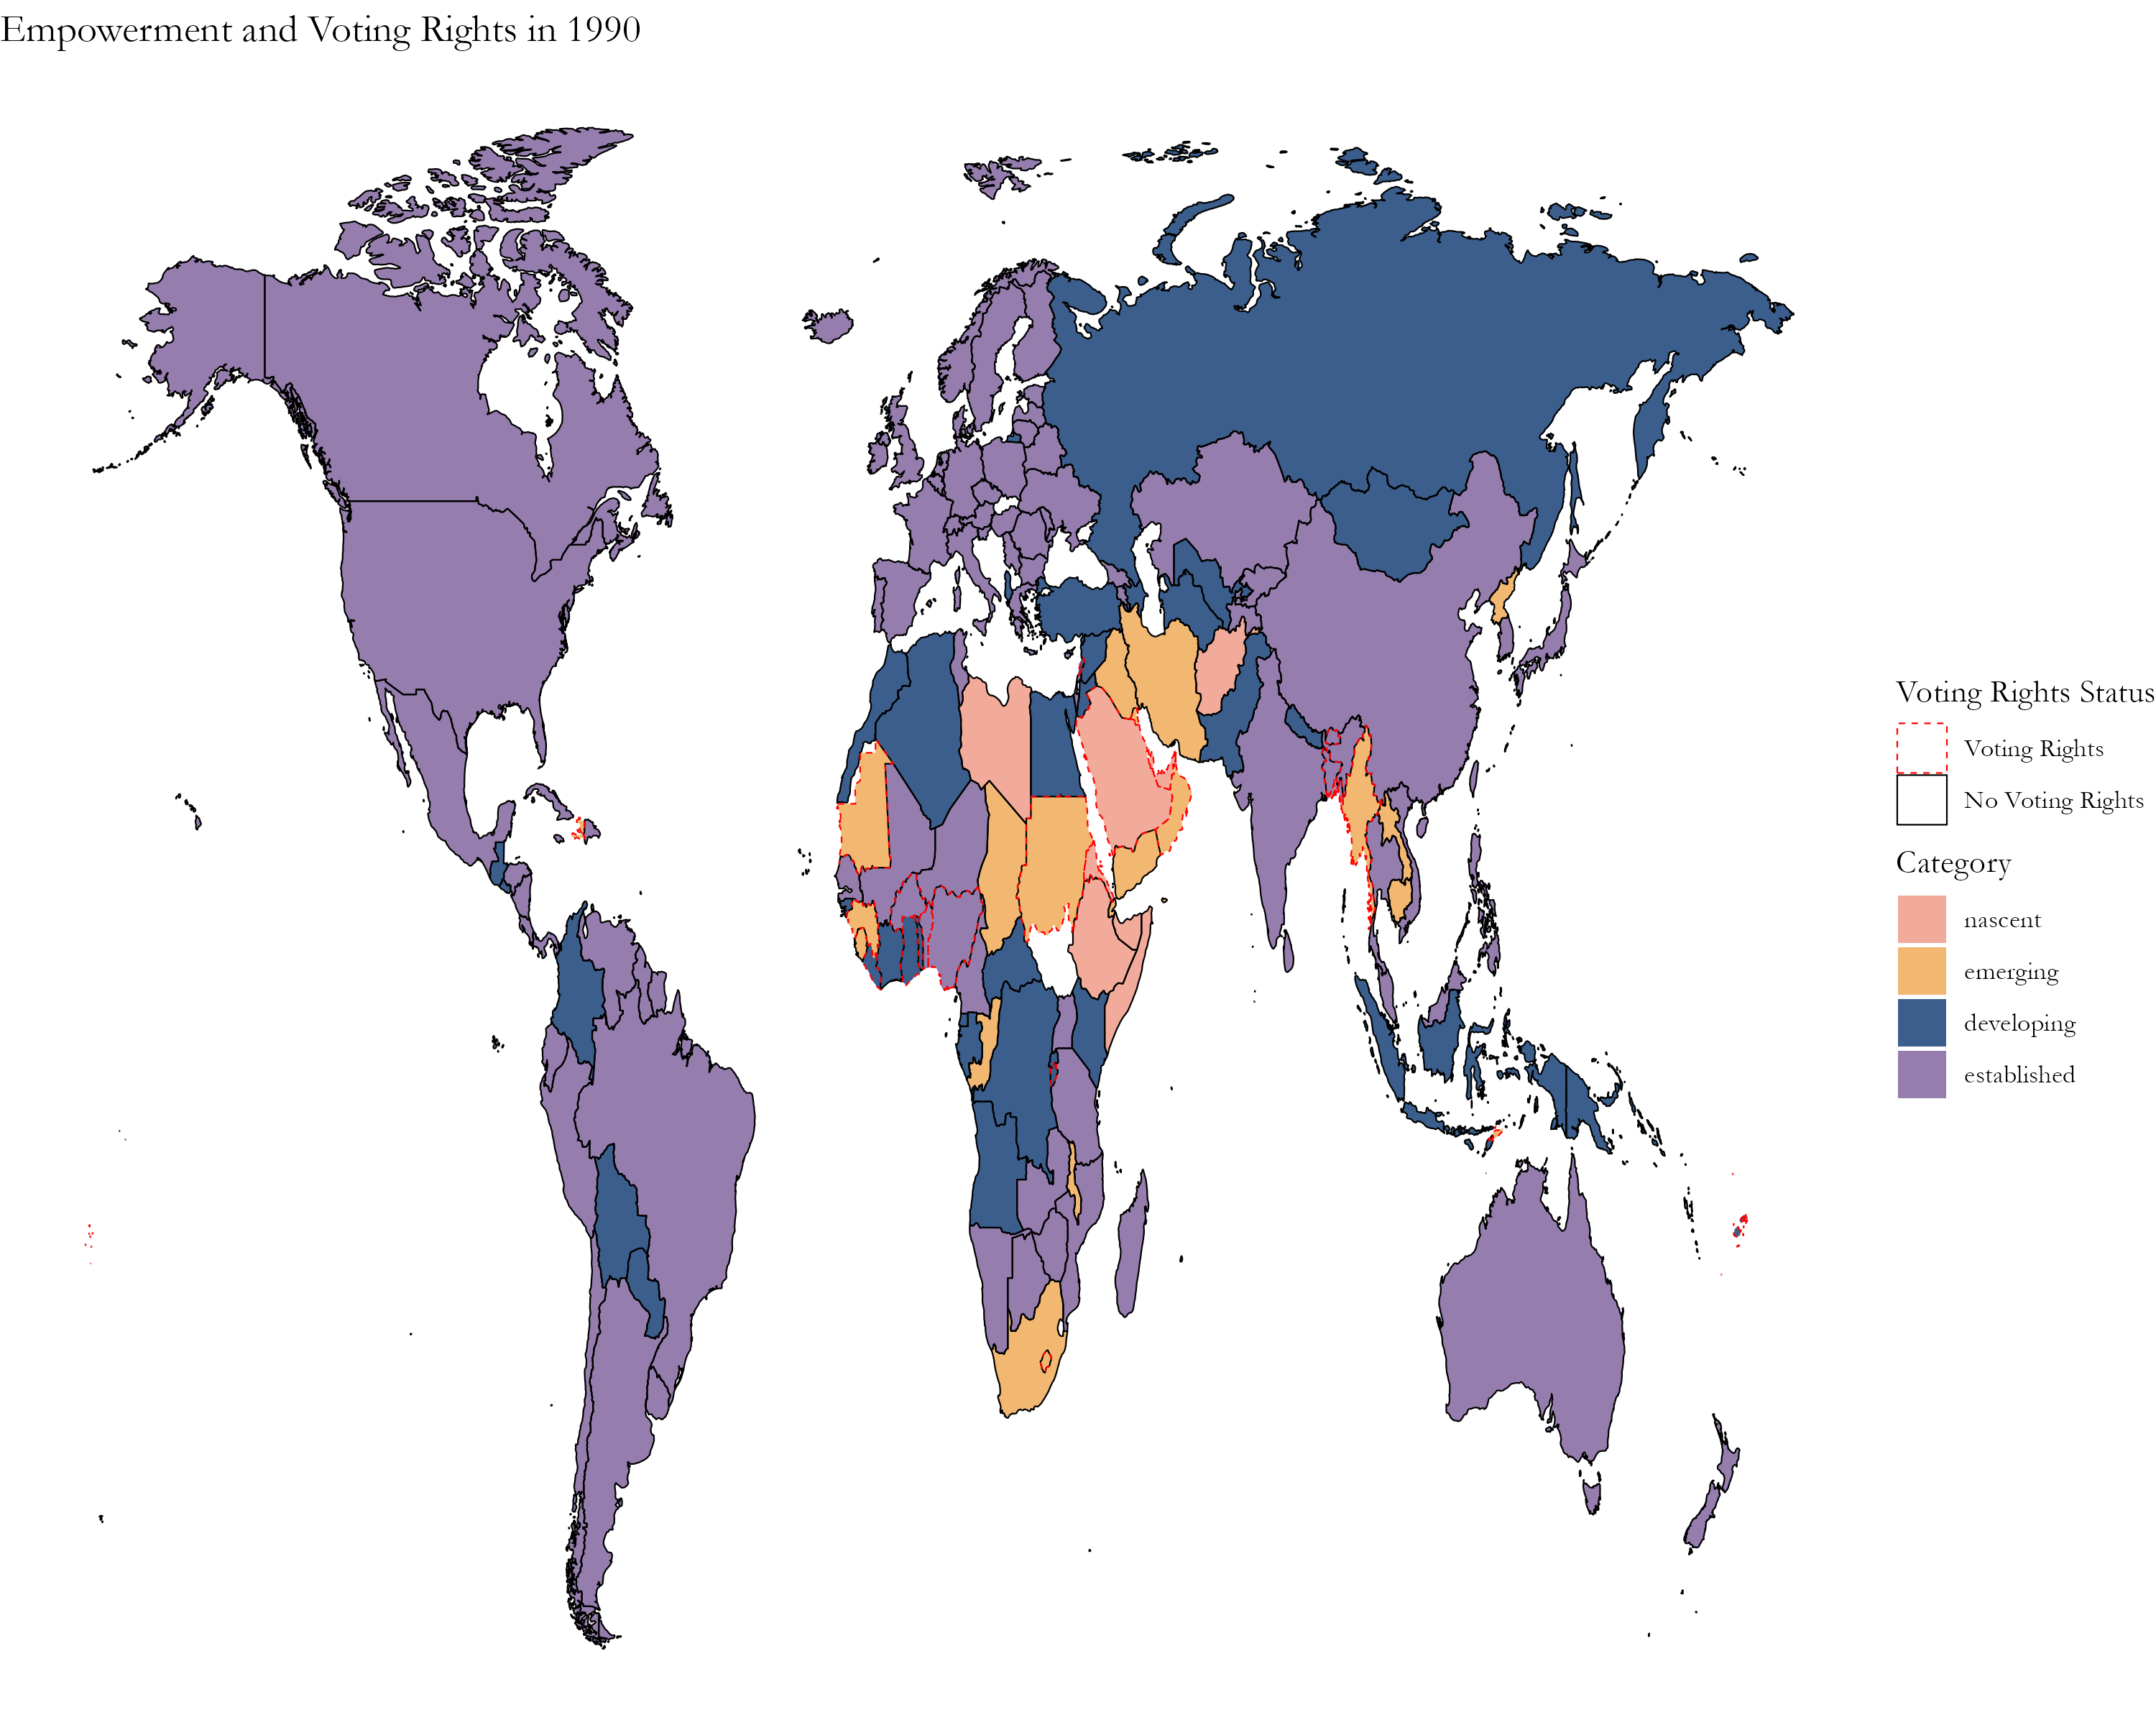 Empowerment and Voting Rights in 1990
Voting Rights Status
Voting Rights
No Voting Rights
Category
nascent
emerging
developing
established